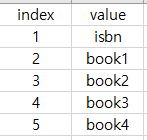 index value
1 isbn
2 book1
3 book2
4 book3
5 book4